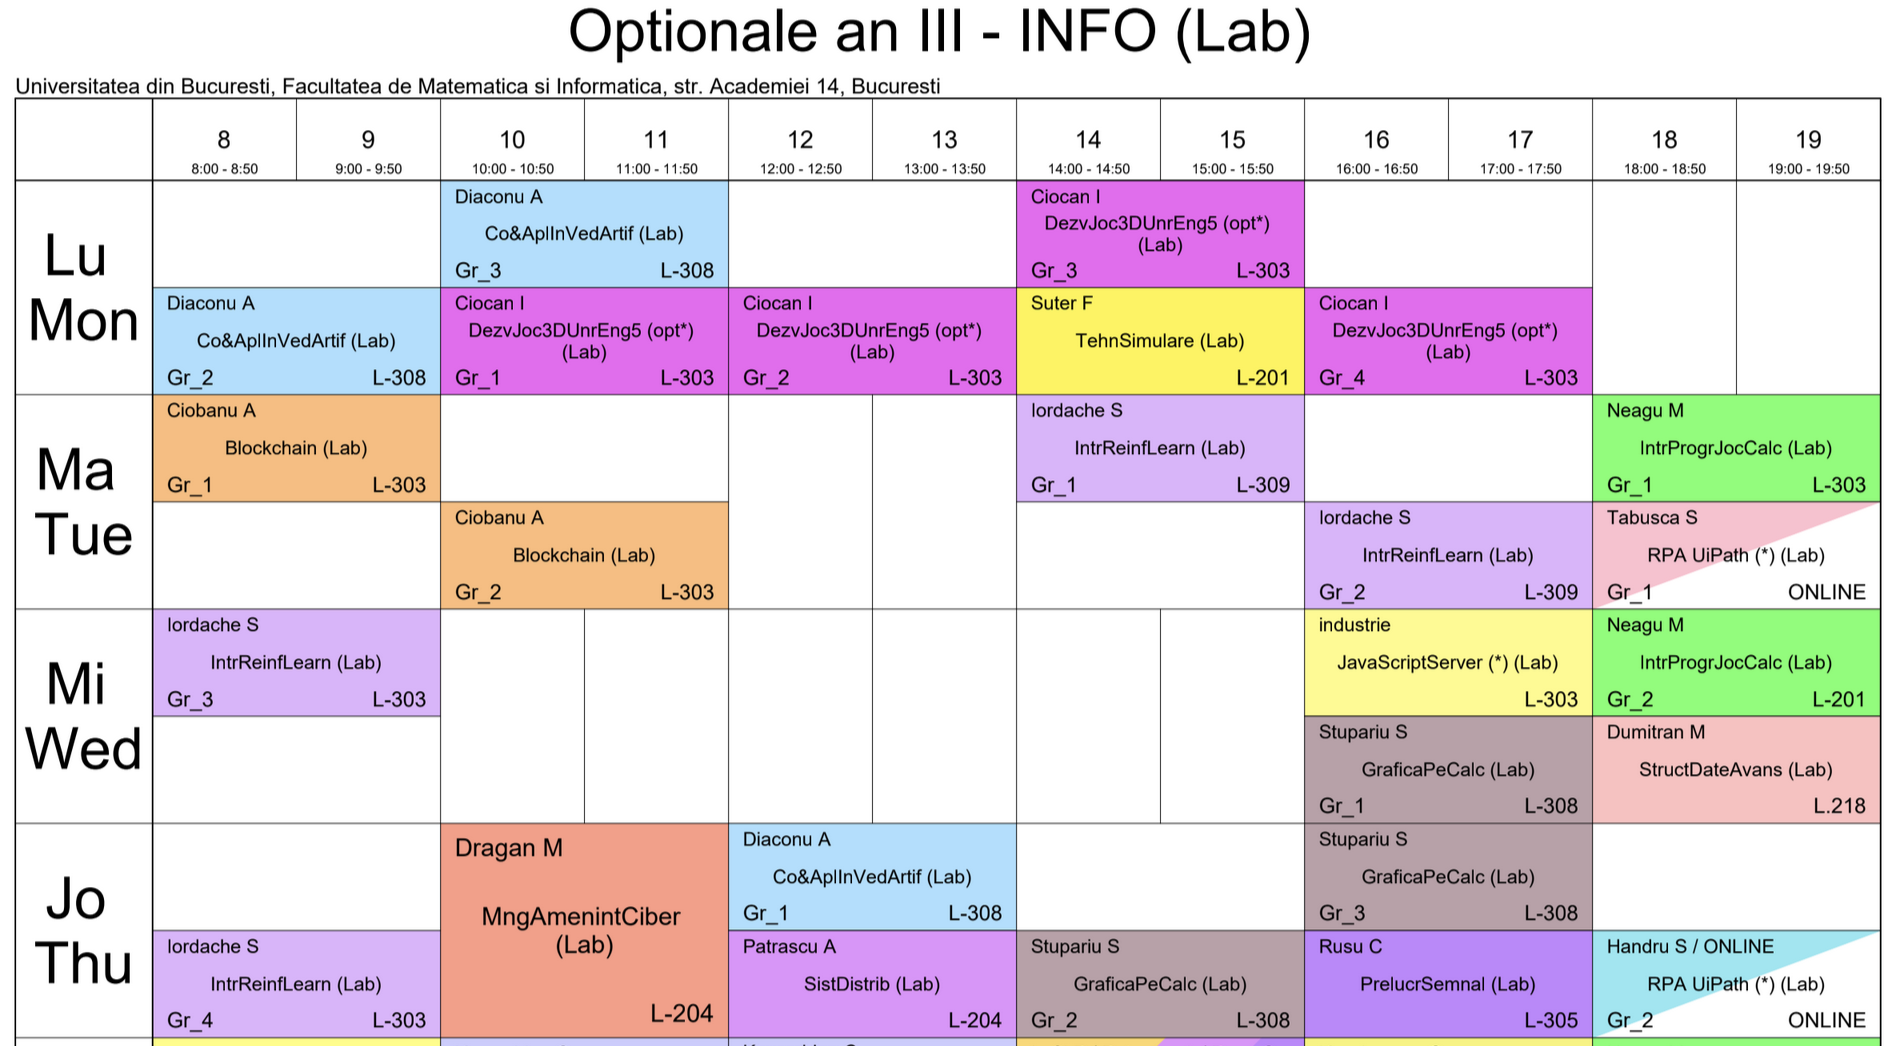 Optionale an III - INFO (Lab)
Universitatea din Bucuresti, Facultatea de Matematica si Informatica, str. Academiei 14, Bucuresti
8 9 10 11 12 13 14 15 16 17 18 19
8:00 - 8:50 9:00 - 9:50 10:00 - 10:50 11:00 - 11:50 12:00 - 12:50 13:00 - 13:50 14:00 - 14:50 15:00 - 15:50 16:00 - 16:50 17:00 - 17:50 18:00 - 18:50 19:00 - 19:50
Lu
Mon
Diaconu A
Co&AplInVedArtif (Lab)
Gr_3 L-308
Ciocan I
DezvJoc3DUnrEng5 (opt*)
(Lab)
Gr_3 L-303
Diaconu A
Co&AplInVedArtif (Lab)
Gr_2 L-308
Ciocan I
DezvJoc3DUnrEng5 (opt*)
(Lab)
Gr_1 L-303
Ciocan I
DezvJoc3DUnrEng5 (opt*)
(Lab)
Gr_2 L-303
Suter F
TehnSimulare (Lab)
L-201
Ciocan I
DezvJoc3DUnrEng5 (opt*)
(Lab)
Gr_4 L-303
Ma
Tue
Ciobanu A
Blockchain (Lab)
Gr_1 L-303
Iordache S
IntrReinfLearn (Lab)
Gr_1 L-309
Neagu M
IntrProgrJocCalc (Lab)
Gr_1 L-303
Ciobanu A
Blockchain (Lab)
Gr_2 L-303
Iordache S
IntrReinfLearn (Lab)
Gr_2 L-309
Tabusca S
RPA UiPath (*) (Lab)
Gr_1 ONLINE
Mi
Wed
Iordache S
IntrReinfLearn (Lab)
Gr_3 L-303
industrie
JavaScriptServer (*) (Lab)
L-303
Neagu M
IntrProgrJocCalc (Lab)
Gr_2 L-201
Stupariu S
GraficaPeCalc (Lab)
Gr_1 L-308
Dumitran M
StructDateAvans (Lab)
L.218
Jo
Thu
Dragan M
MngAmenintCiber
(Lab)
L-204
Diaconu A
Co&AplInVedArtif (Lab)
Gr_1 L-308
Stupariu S
GraficaPeCalc (Lab)
Gr_3 L-308
Iordache S
IntrReinfLearn (Lab)
Gr_4 L-303
Patrascu A
SistDistrib (Lab)
L-204
Stupariu S
GraficaPeCalc (Lab)
Gr_2 L-308
Rusu C
PrelucrSemnal (Lab)
L-305
Handru S / ONLINE
RPA UiPath (*) (Lab)
Gr_2 ONLINE